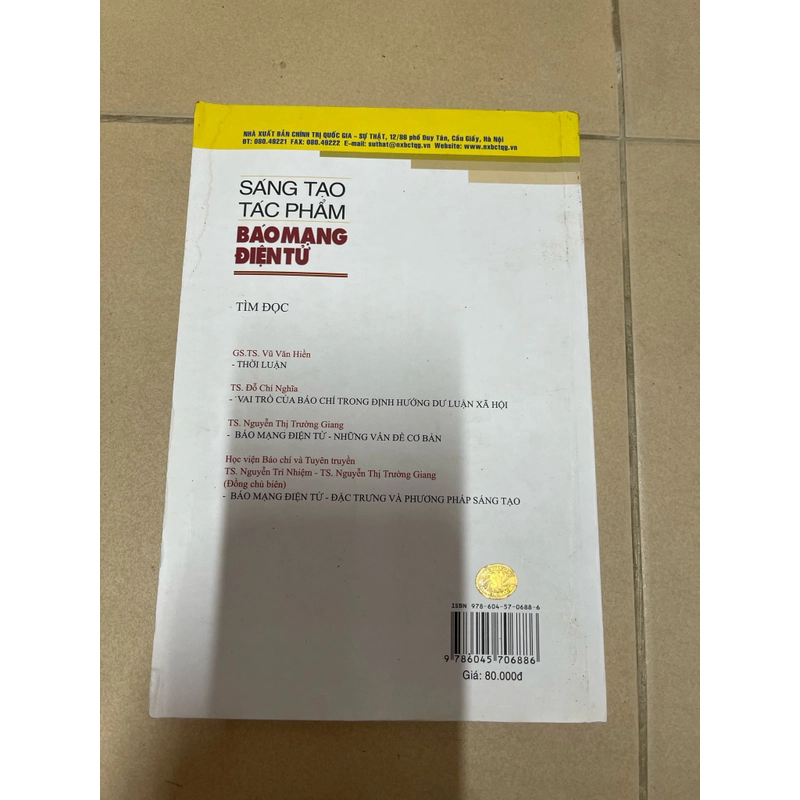 NHÀ XUẤT BẢN CHÍNH TRỊ QUỐC GIA – SỰ THẬT, 12/86 phố Duy Tân, Cầu Giấy, Hà Nội
ĐT: 080.49221 FAX: 080.49222 E-mail: suthat@nxbctqg.vn Website: www.nxbctqg.vn
SÁNG TẠO
TÁC PHẨM
BÁO MẠNG
ĐIỆN TỬ
TÌM ĐỌC
GS.TS. Vũ Văn Hiền
- THỜI LUẬN
TS. Đỗ Chí Nghĩa
- VAI TRÒ CỦA BÁO CHÍ TRONG ĐỊNH HƯỚNG DƯ LUẬN XÃ HỘI
TS. Nguyễn Thị Trường Giang
- BÁO MẠNG ĐIỆN TỬ - NHỮNG VẤN ĐỀ CƠ BẢN
Học viện Báo chí và Tuyên truyền
TS. Nguyễn Trí Nhiệm - TS. Nguyễn Thị Trường Giang
(Đồng chủ biên)
- BÁO MẠNG ĐIỆN TỬ - ĐẶC TRƯNG VÀ PHƯƠNG PHÁP SÁNG TẠO
ISBN 978-604-57-0688-6
9 786045 706886
Giá: 80.000đ